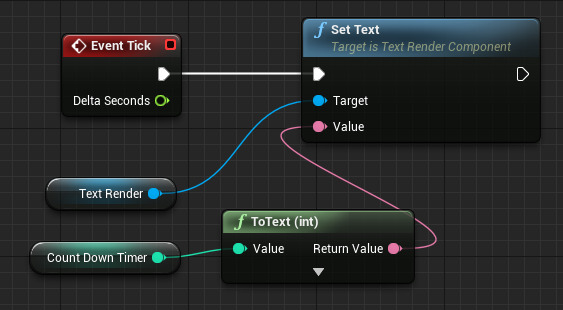 Event Tick
Delta Seconds
f Set Text
Target is Text Render Component
Target
Value
Text Render
f ToText (int)
Value Return Value
Count Down Timer